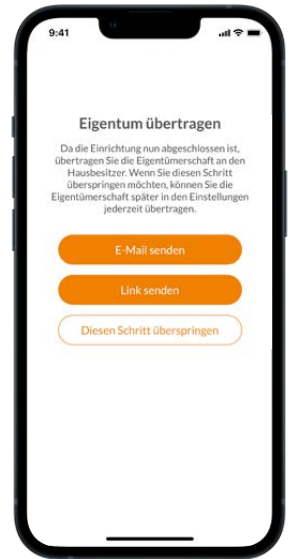 9:41
Eigentum übertragen
Da die Einrichtung nun abgeschlossen ist,
übertragen Sie die Eigentümerschaft an den
Hausbesitzer. Wenn Sie diesen Schritt
überspringen möchten, können Sie die
Eigentümerschaft später in den Einstellungen
jederzeit übertragen.
E-Mail senden
Link senden
Diesen Schritt überspringen